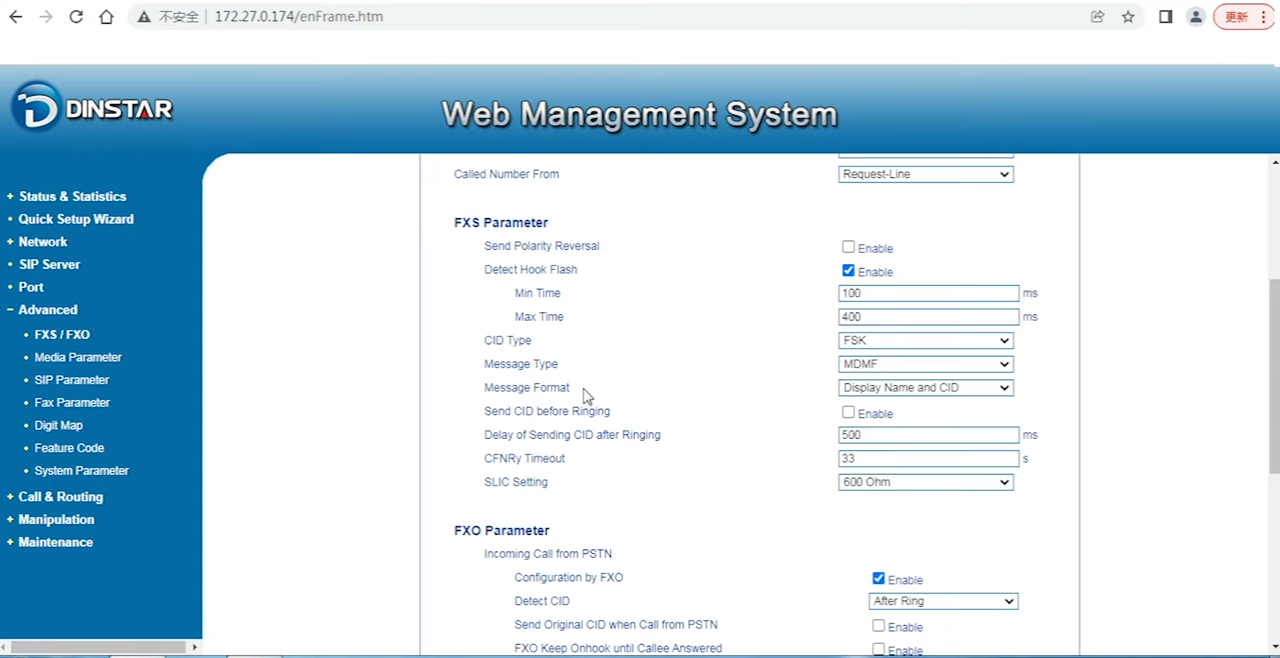 不安全 172.27.0.174/enFrame.htm 更新
DINSTAR
Web Management System
Status & Statistics
Quick Setup Wizard
Network
SIP Server
Port
Advanced
FXS / FXO
Media Parameter
SIP Parameter
Fax Parameter
Digit Map
Feature Code
System Parameter
Call & Routing
Manipulation
Maintenance
Called Number From Request-Line
FXS Parameter
Send Polarity Reversal Enable
Detect Hook Flash Enable
Min Time 100 ms
Max Time 400 ms
CID Type FSK
Message Type MDMF
Message Format Display Name and CID
Send CID before Ringing Enable
Delay of Sending CID after Ringing 500 ms
CFNRy Timeout 33 s
SLIC Setting 600 Ohm
FXO Parameter
Incoming Call from PSTN
Configuration by FXO Enable
Detect CID After Ring
Send Original CID when Call from PSTN Enable
FXO Keep Onhook until Callee Answered Enable